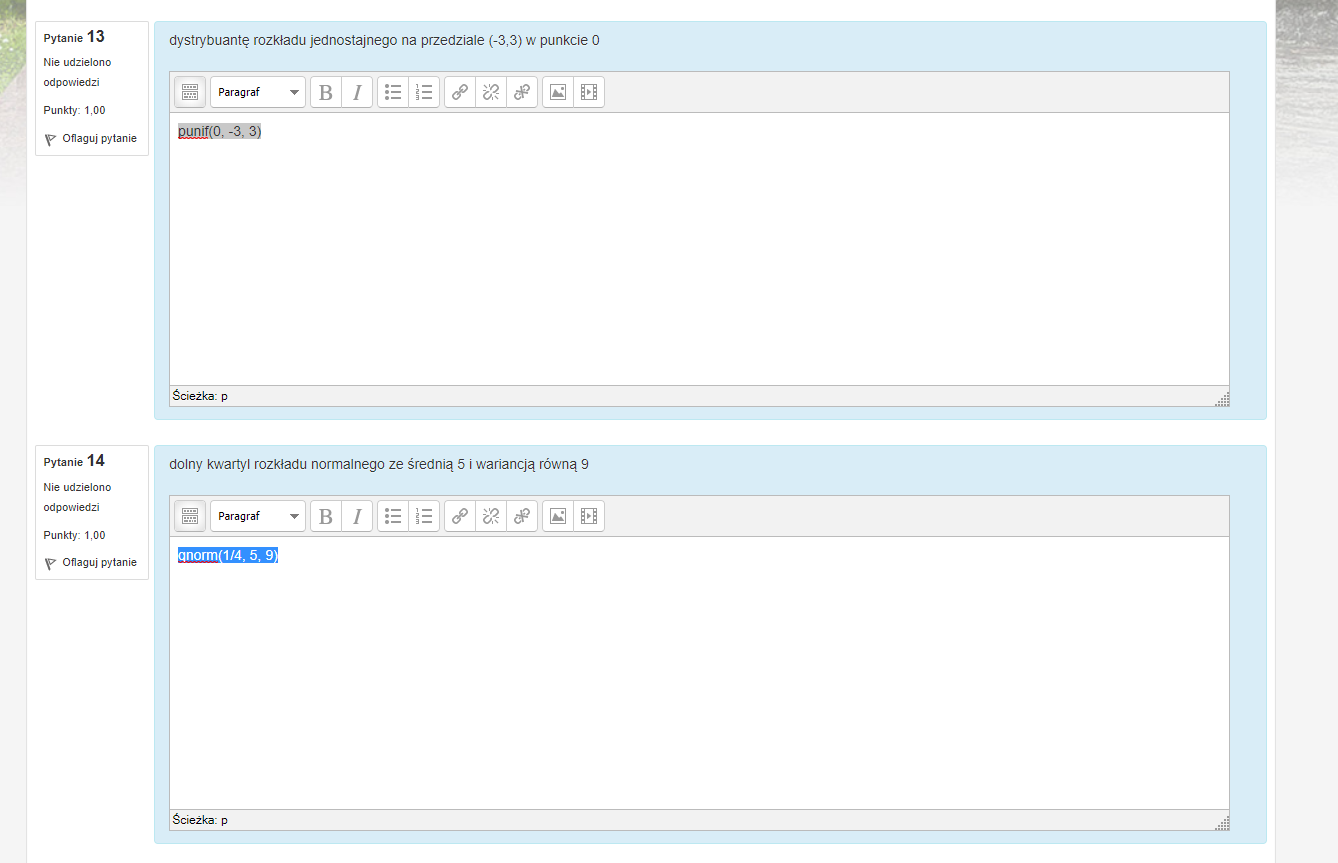 Pytanie 13
Nie udzielono
odpowiedzi
Punkty: 1,00
Oflaguj pytanie
dystrybuantę rozkładu jednostajnego na przedziale (-3,3) w punkcie 0
Paragraf B I
punif(0, -3, 3)
Ścieżka: p
Pytanie 14
Nie udzielono
odpowiedzi
Punkty: 1,00
Oflaguj pytanie
dolny kwartyl rozkładu normalnego ze średnią 5 i wariancją równą 9
Paragraf B I
qnorm(1/4, 5, 9)
Ścieżka: p